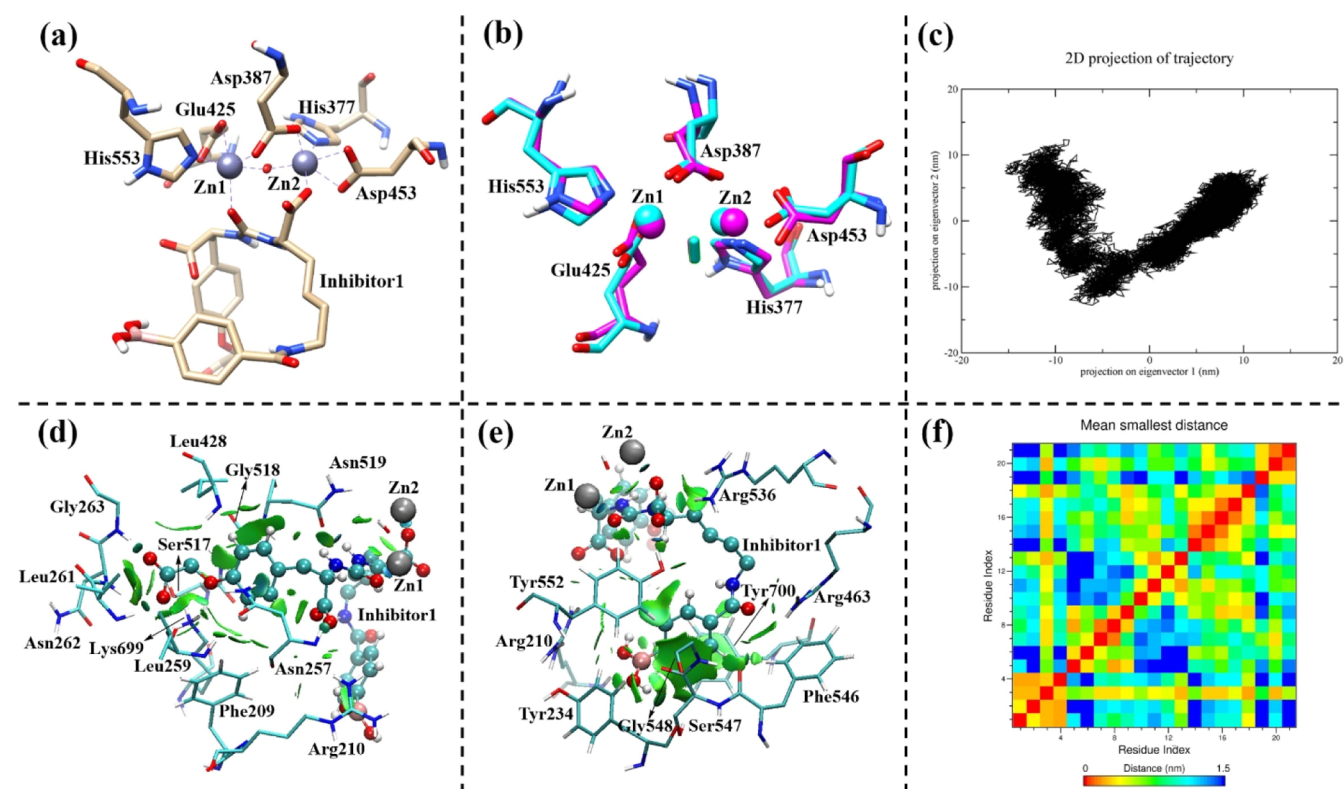 (a)
Asp387
Glu425
His377
His553
Zn1
Zn2
Asp453
Inhibitor1
(b)
Asp387
His553
Zn1
Zn2
Asp453
Glu425
His377
(c)
2D projection of trajectory
projection on eigenvector 2 (nm)
20
10
0
-10
-20
-20
-10
0
10
20
projection on eigenvector 1 (nm)
(d)
Leu428
Gly518
Asn519
Zn2
Gly263
Ser517
Leu261
Zn1
Inhibitor1
Asn262
Lys699
Leu259
Asn257
Phe209
Arg210
(e)
Zn2
Zn1
Arg536
Inhibitor1
Tyr552
Tyr700
Arg463
Arg210
Tyr234
Gly548
Ser547
Phe546
(f)
Mean smallest distance
Residue Index
20
16
12
8
4
4
8
12
16
20
Residue Index
0
Distance (nm)
1.5